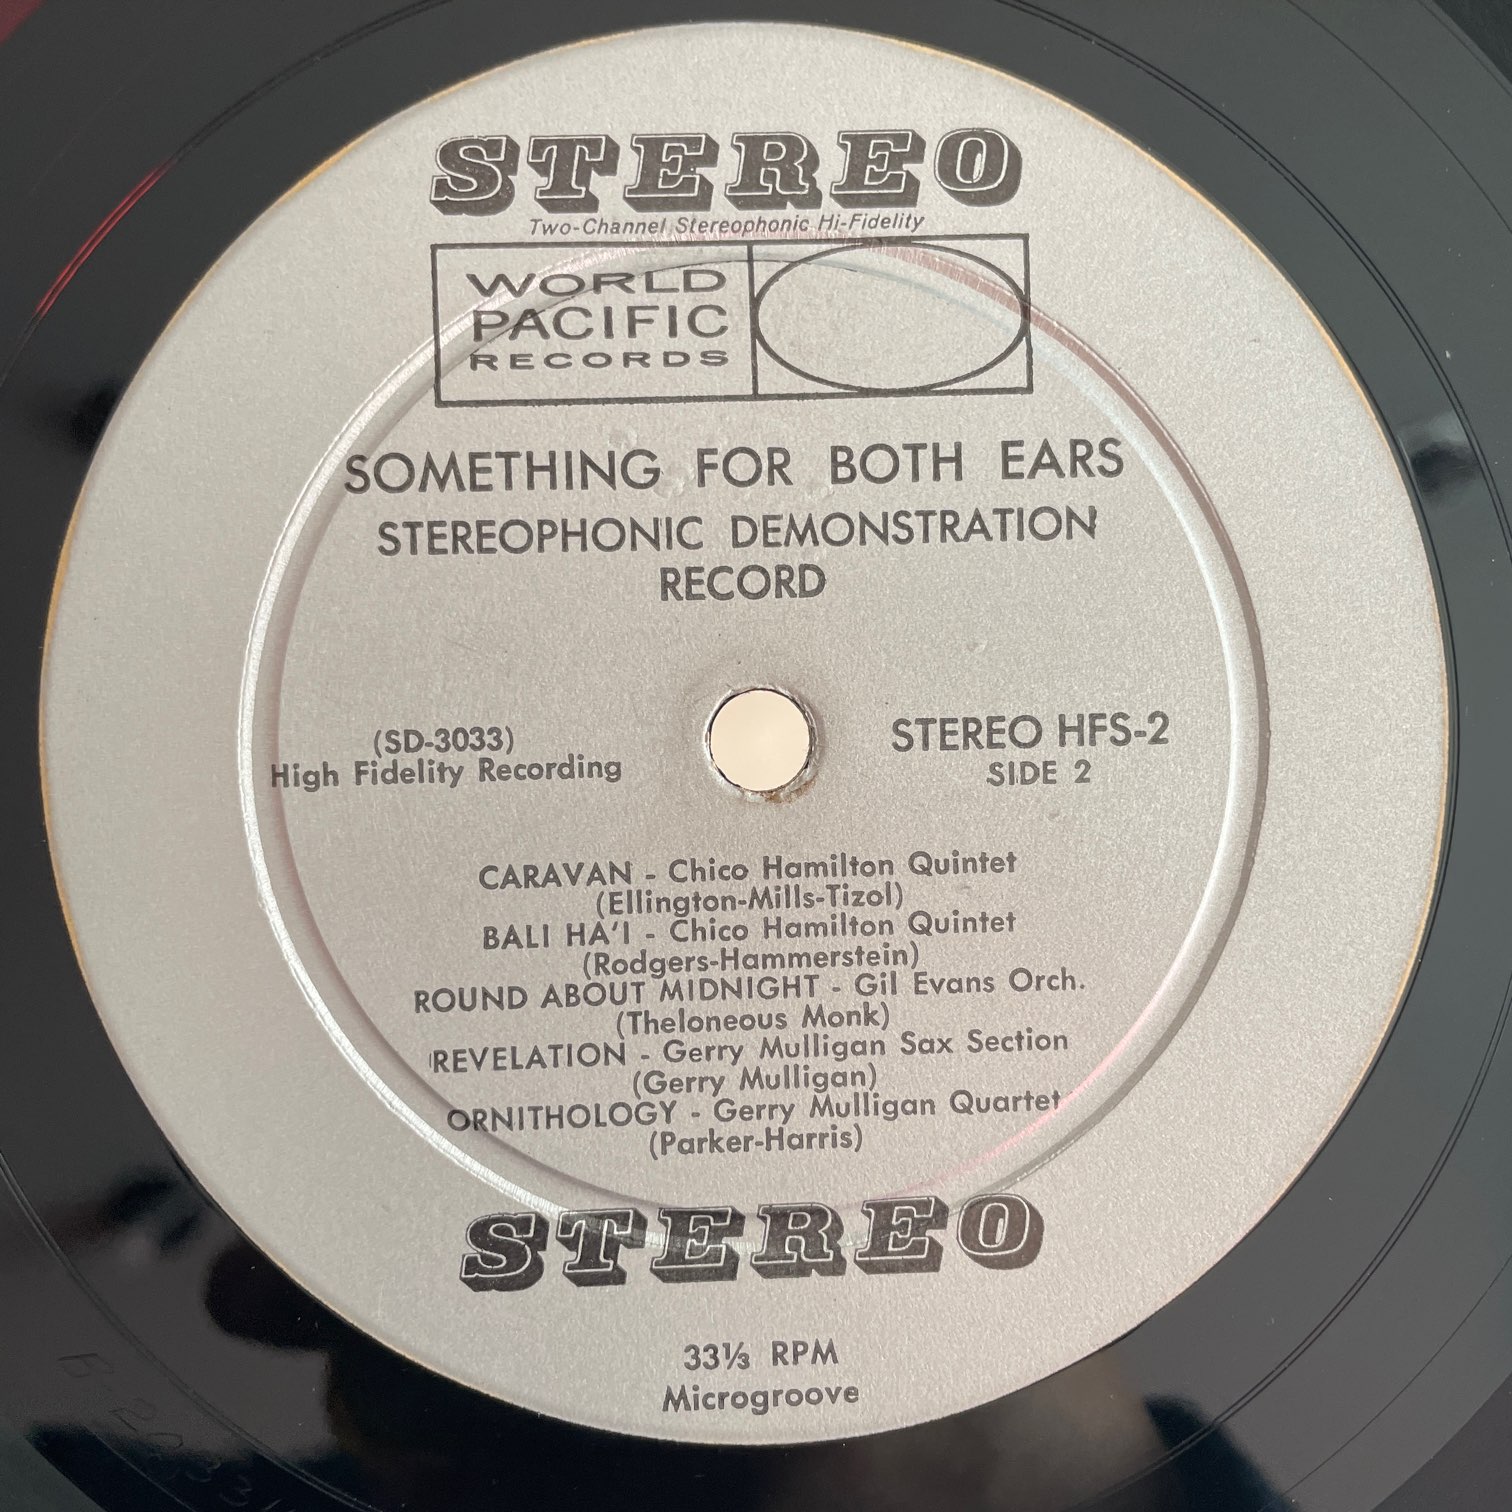 STEREO
Two-Channel Stereophonic Hi-Fidelity
WORLD
PACIFIC
RECORDS
SOMETHING FOR BOTH EARS
STEREOPHONIC DEMONSTRATION
RECORD
(SD-3033)
High Fidelity Recording
STEREO HFS-2
SIDE 2
CARAVAN - Chico Hamilton Quintet
(Ellington-Mills-Tizol)
BALI HA'I - Chico Hamilton Quintet
(Rodgers-Hammerstein)
ROUND ABOUT MIDNIGHT - Gil Evans Orch.
(Theloneous Monk)
REVELATION - Gerry Mulligan Sax Section
(Gerry Mulligan)
ORNITHOLOGY - Gerry Mulligan Quartet
(Parker-Harris)
STEREO
33⅓ RPM
Microgroove